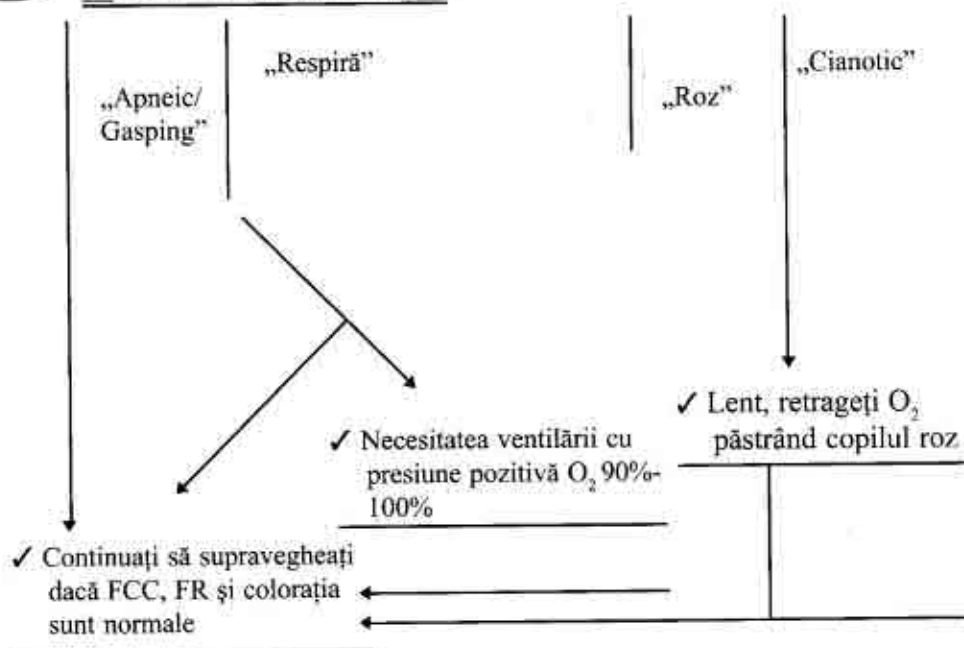 „Respiră”
„Apneic/
Gasping”
„Roz”
„Cianotic”
✓ Lent, retrageți O₂
păstrând copilul roz
✓ Necesitatea ventilării cu
presiune pozitivă O₂ 90%-
100%
✓ Continuați să supravegheați
dacă FCC, FR și colorația
sunt normale